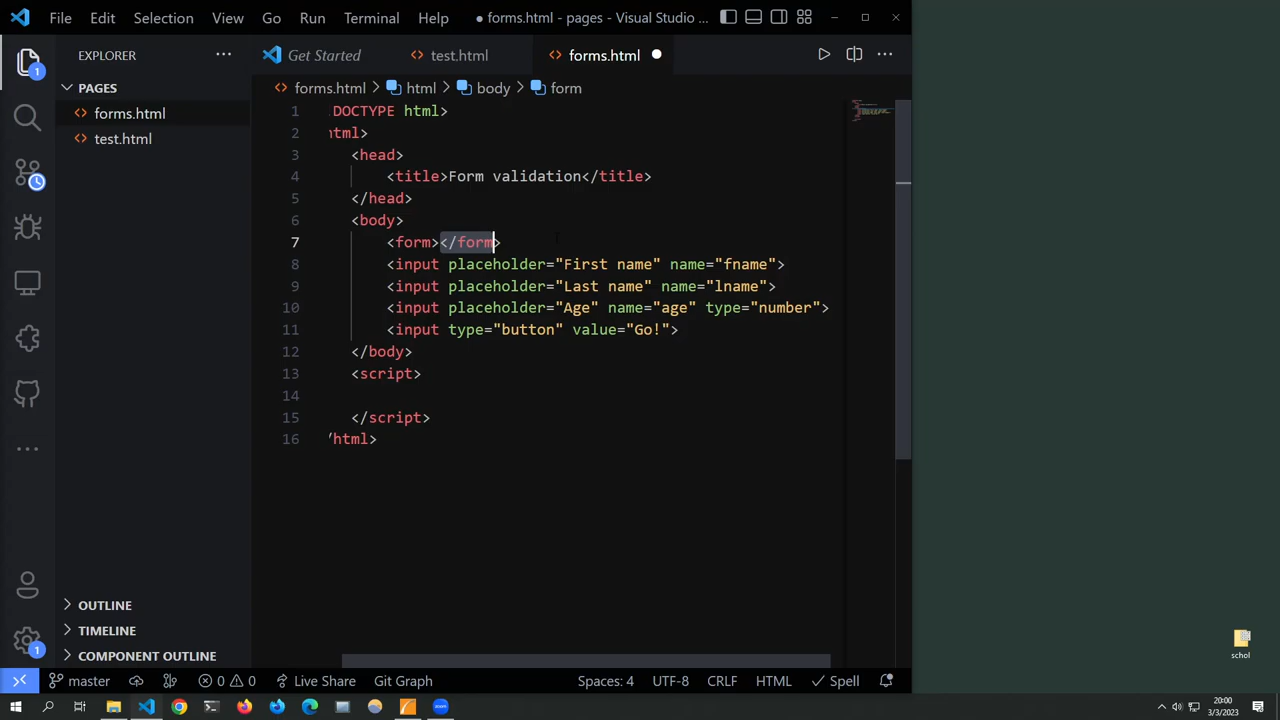 File Edit Selection View Go Run Terminal Help ● forms.html - pages - Visual Studio ...
EXPLORER
Get Started test.html forms.html
PAGES
forms.html > html > body > form
forms.html
test.html
1 DOCTYPE html>
2 html>
3 <head>
4 <title>Form validation</title>
5 </head>
6 <body>
7 <form></form>
8 <input placeholder="First name" name="fname">
9 <input placeholder="Last name" name="lname">
10 <input placeholder="Age" name="age" type="number">
11 <input type="button" value="Go!">
12 </body>
13 <script>
14
15 </script>
16 /html>
1
1
OUTLINE
TIMELINE
COMPONENT OUTLINE
schol
master 0 0 Live Share Git Graph Spaces: 4 UTF-8 CRLF HTML Spell
20:00
3/3/2023